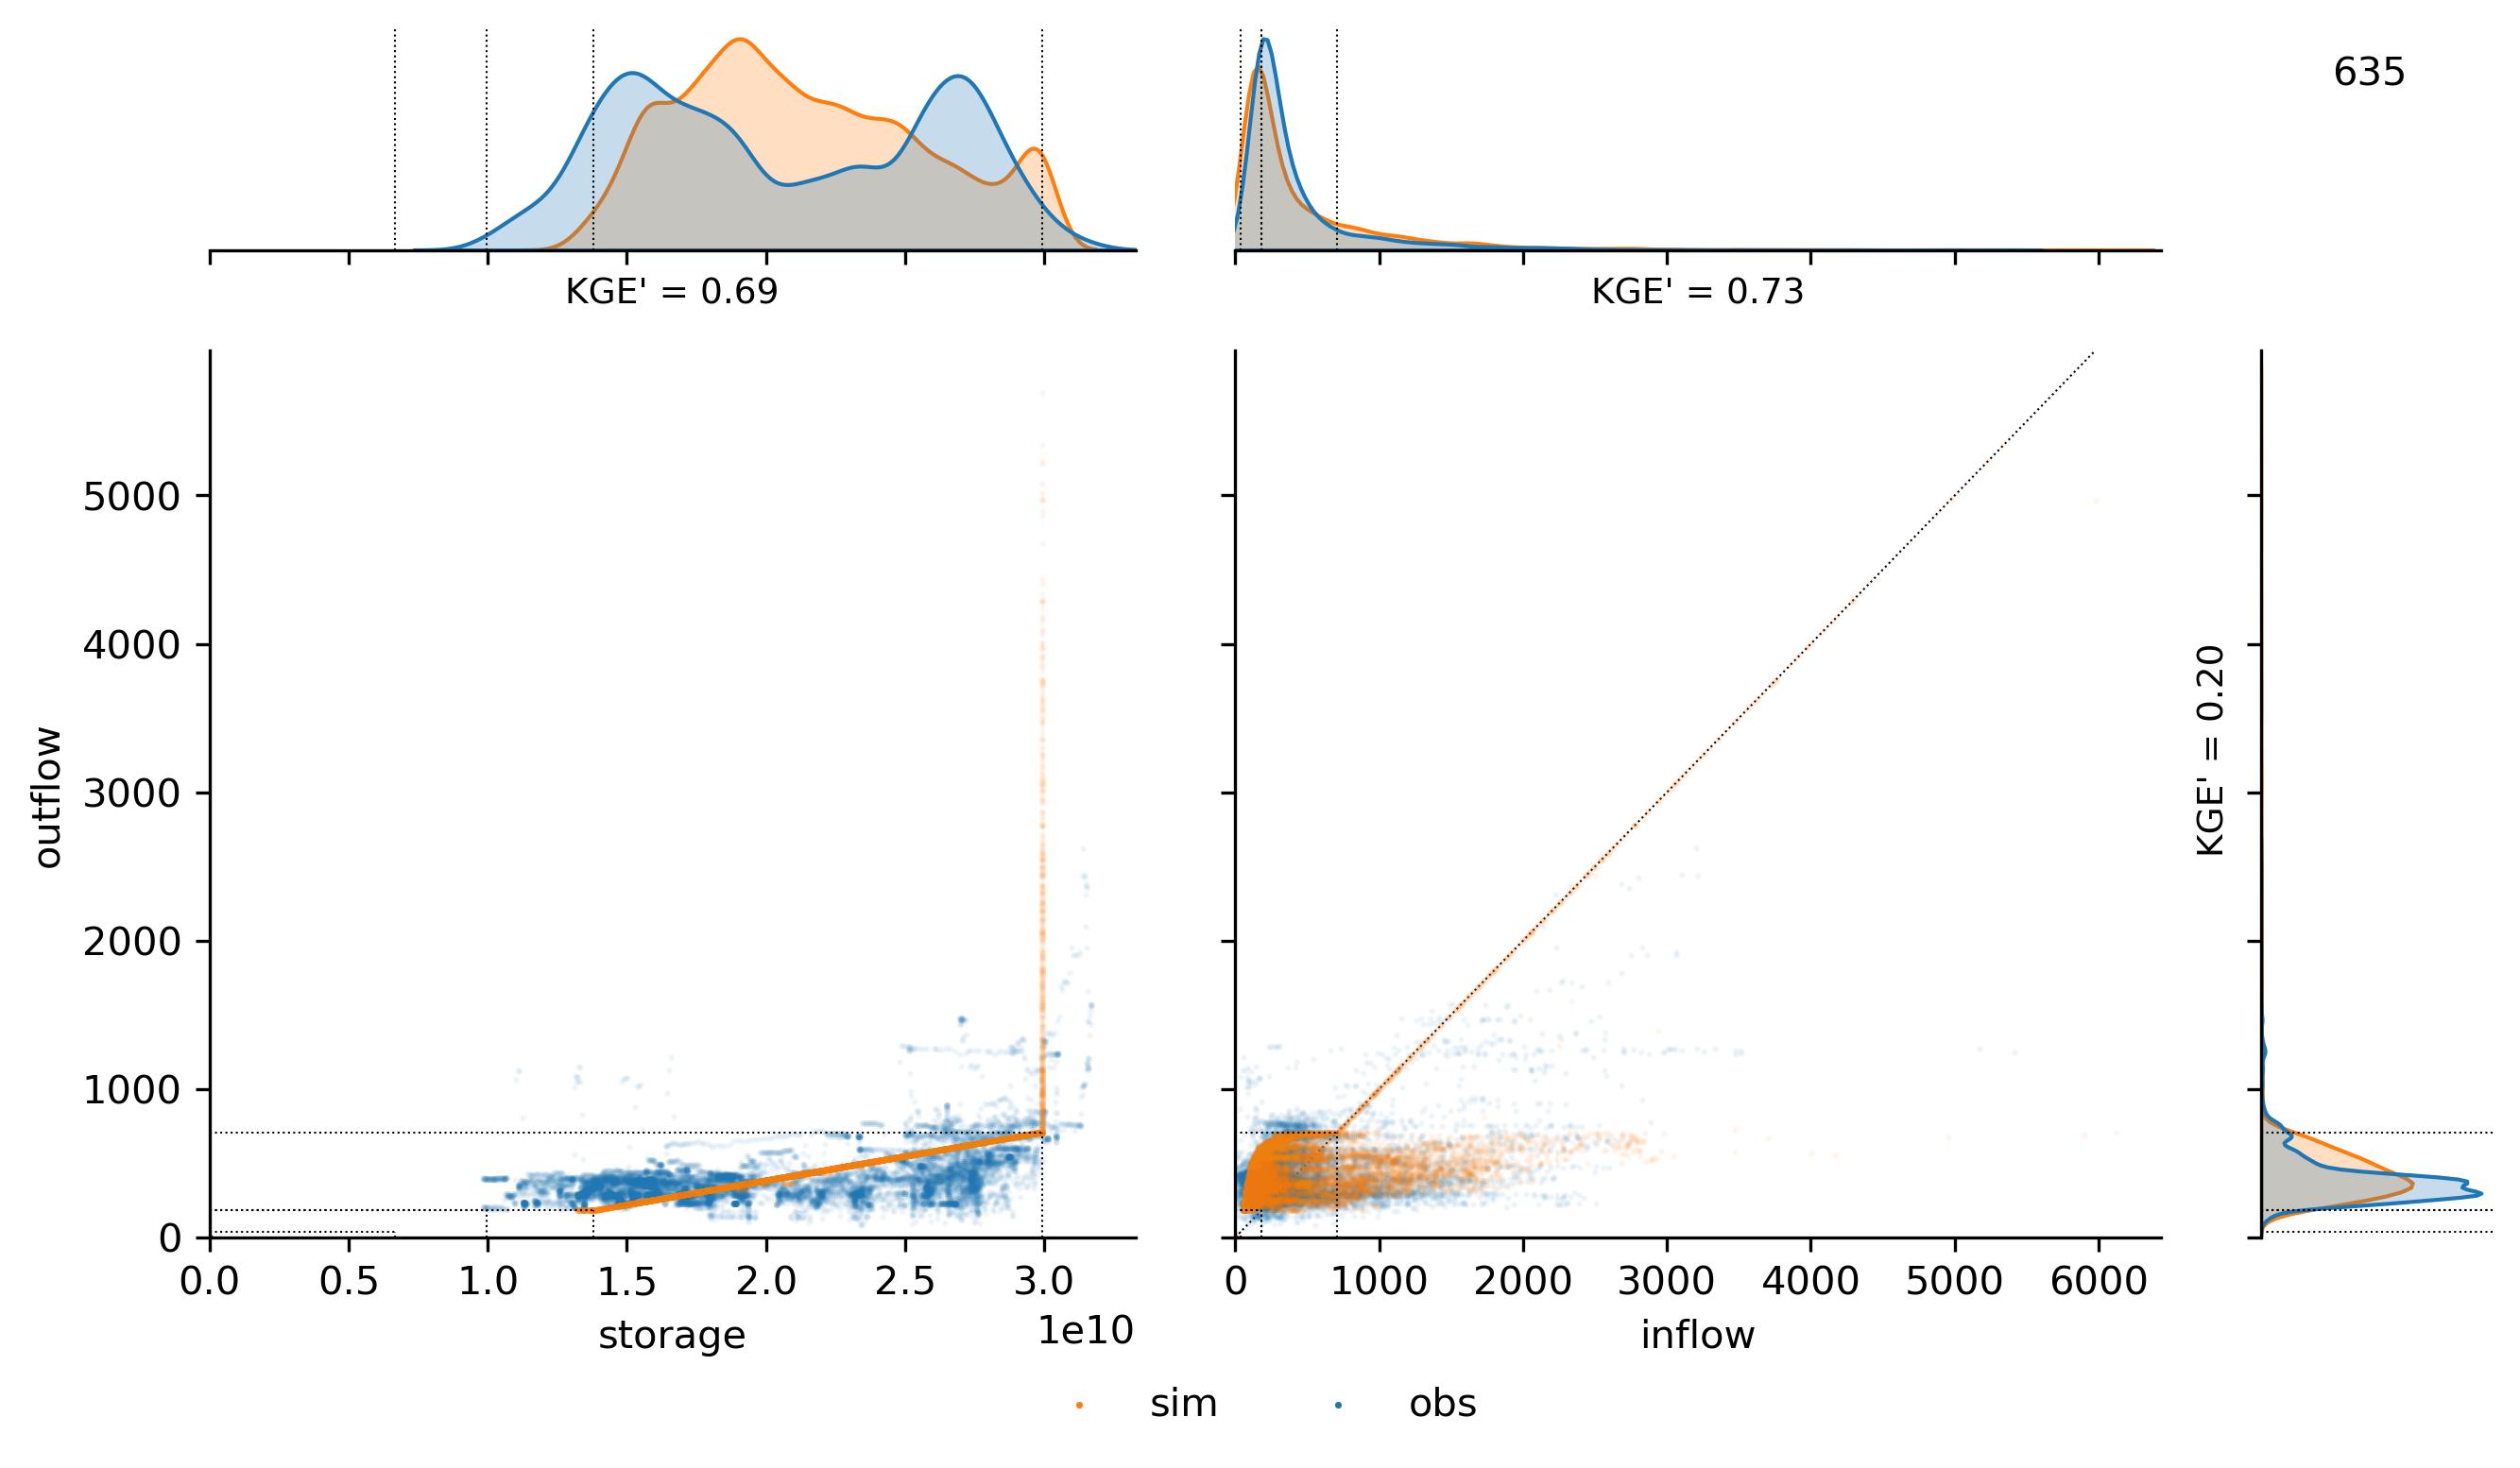 635
KGE' = 0.69
KGE' = 0.73
outflow
5000
4000
3000
2000
1000
0
KGE' = 0.20
0.0 0.5 1.0 1.5 2.0 2.5 3.0
1e10
storage
0 1000 2000 3000 4000 5000 6000
inflow
sim obs